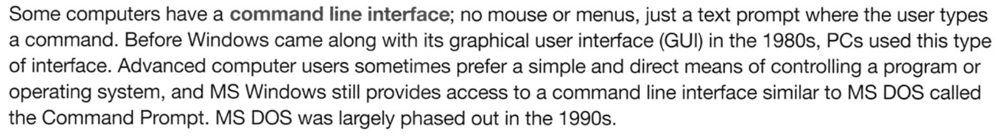 Some computers have a command line interface; no mouse or menus, just a text prompt where the user types
a command. Before Windows came along with its graphical user interface (GUI) in the 1980s, PCs used this type
of interface. Advanced computer users sometimes prefer a simple and direct means of controlling a program or
operating system, and MS Windows still provides access to a command line interface similar to MS DOS called
the Command Prompt. MS DOS was largely phased out in the 1990s.